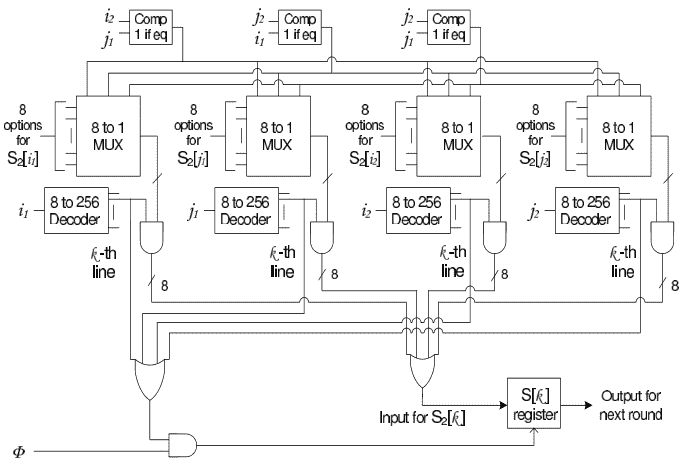 i₂ Comp j₂ Comp j₂ Comp
j₁ 1 if eq i₁ 1 if eq j₁ 1 if eq
8 8 8 8
options 8 to 1 options 8 to 1 options 8 to 1 options 8 to 1
for MUX for MUX for MUX for MUX
S₂[i₁] S₂[j₁] S₂[i₂] S₂[j₂]
i₁ 8 to 256 j₁ 8 to 256 i₂ 8 to 256 j₂ 8 to 256
Decoder Decoder Decoder Decoder
k-th k-th k-th k-th
line 8 line 8 line 8 line 8
S[k] Output for
Input for S₂[k] register next round
Φ